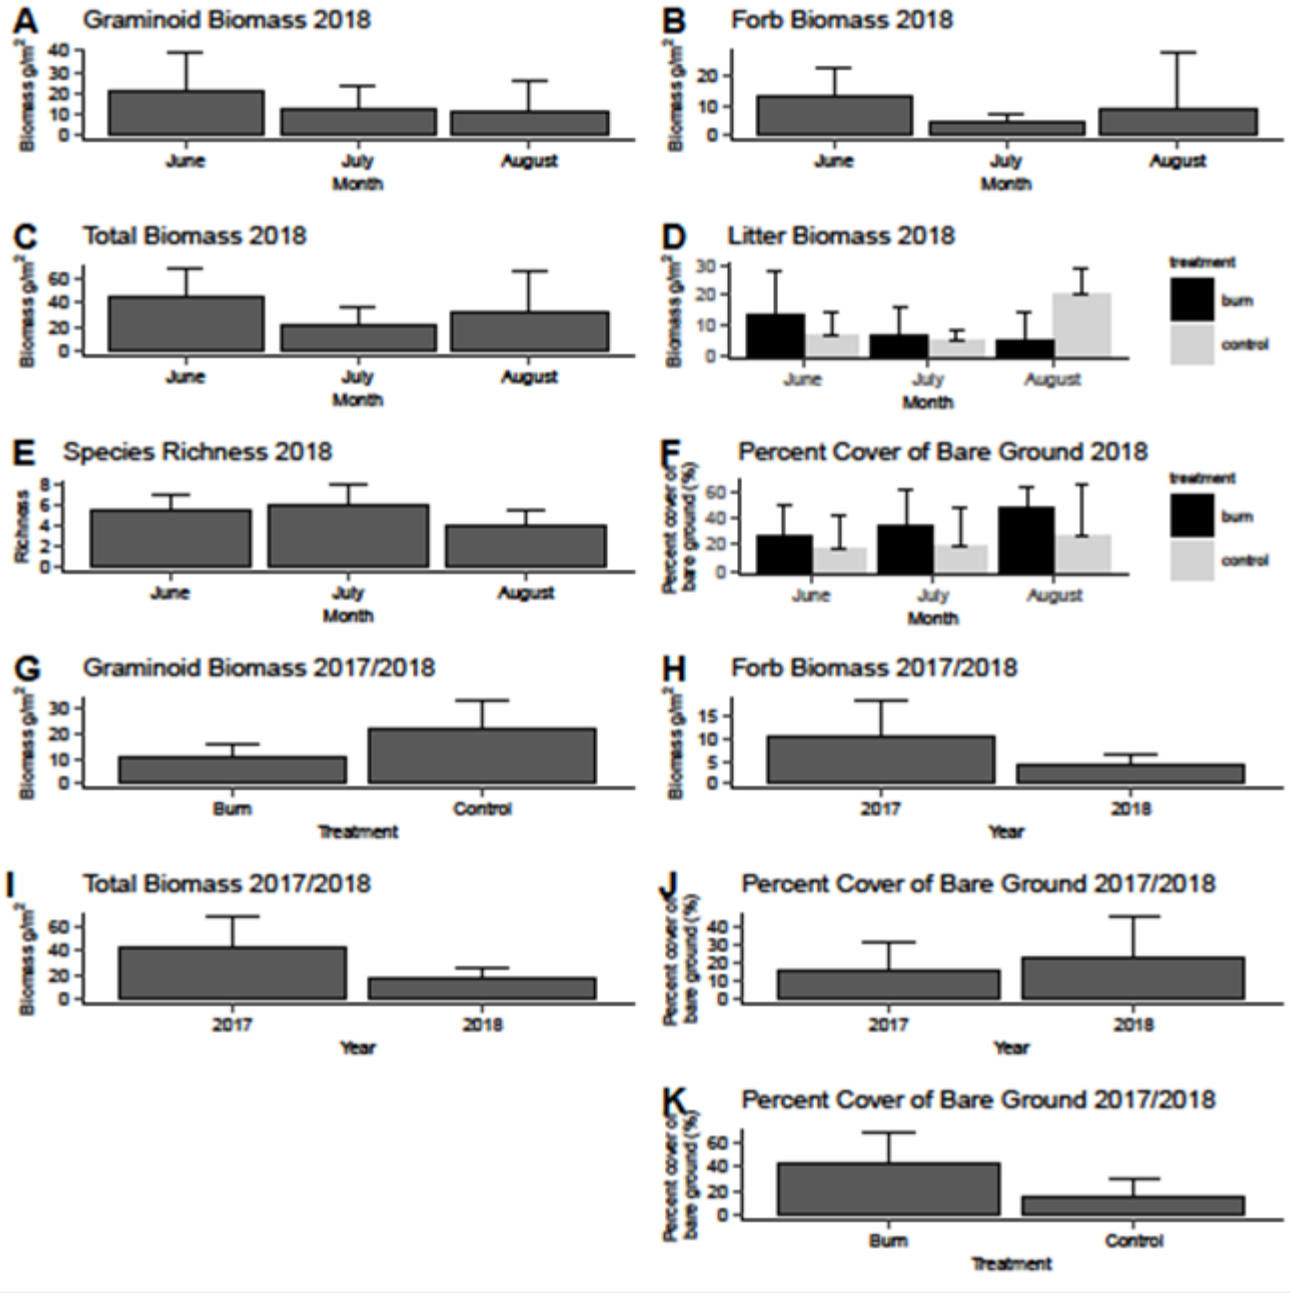 A Graminoid Biomass 2018
Biomass g/m²
40
30
20
10
0
June July August
Month
B Forb Biomass 2018
Biomass g/m²
20
10
0
June July August
Month
C Total Biomass 2018
Biomass g/m²
60
40
20
0
June July August
Month
D Litter Biomass 2018
Biomass g/m²
30
20
10
0
June July August
Month
treatment
burn
control
E Species Richness 2018
Richness
8
6
4
2
0
June July August
Month
F Percent Cover of Bare Ground 2018
Percent cover of
bare ground (%)
60
40
20
0
June July August
Month
treatment
burn
control
G Graminoid Biomass 2017/2018
Biomass g/m²
30
20
10
0
Burn Control
Treatment
H Forb Biomass 2017/2018
Biomass g/m²
15
10
5
0
2017 2018
Year
I Total Biomass 2017/2018
Biomass g/m²
60
40
20
0
2017 2018
Year
J Percent Cover of Bare Ground 2017/2018
Percent cover of
bare ground (%)
40
30
20
10
0
2017 2018
Year
K Percent Cover of Bare Ground 2017/2018
Percent cover of
bare ground (%)
60
40
20
0
Burn Control
Treatment